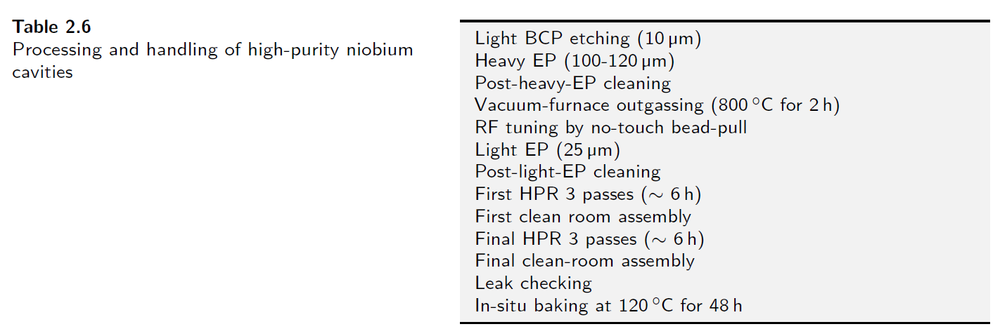 Table 2.6
Processing and handling of high-purity niobium
cavities
Light BCP etching (10 µm)
Heavy EP (100-120 µm)
Post-heavy-EP cleaning
Vacuum-furnace outgassing (800 °C for 2 h)
RF tuning by no-touch bead-pull
Light EP (25 µm)
Post-light-EP cleaning
First HPR 3 passes (∼ 6 h)
First clean room assembly
Final HPR 3 passes (∼ 6 h)
Final clean-room assembly
Leak checking
In-situ baking at 120 °C for 48 h